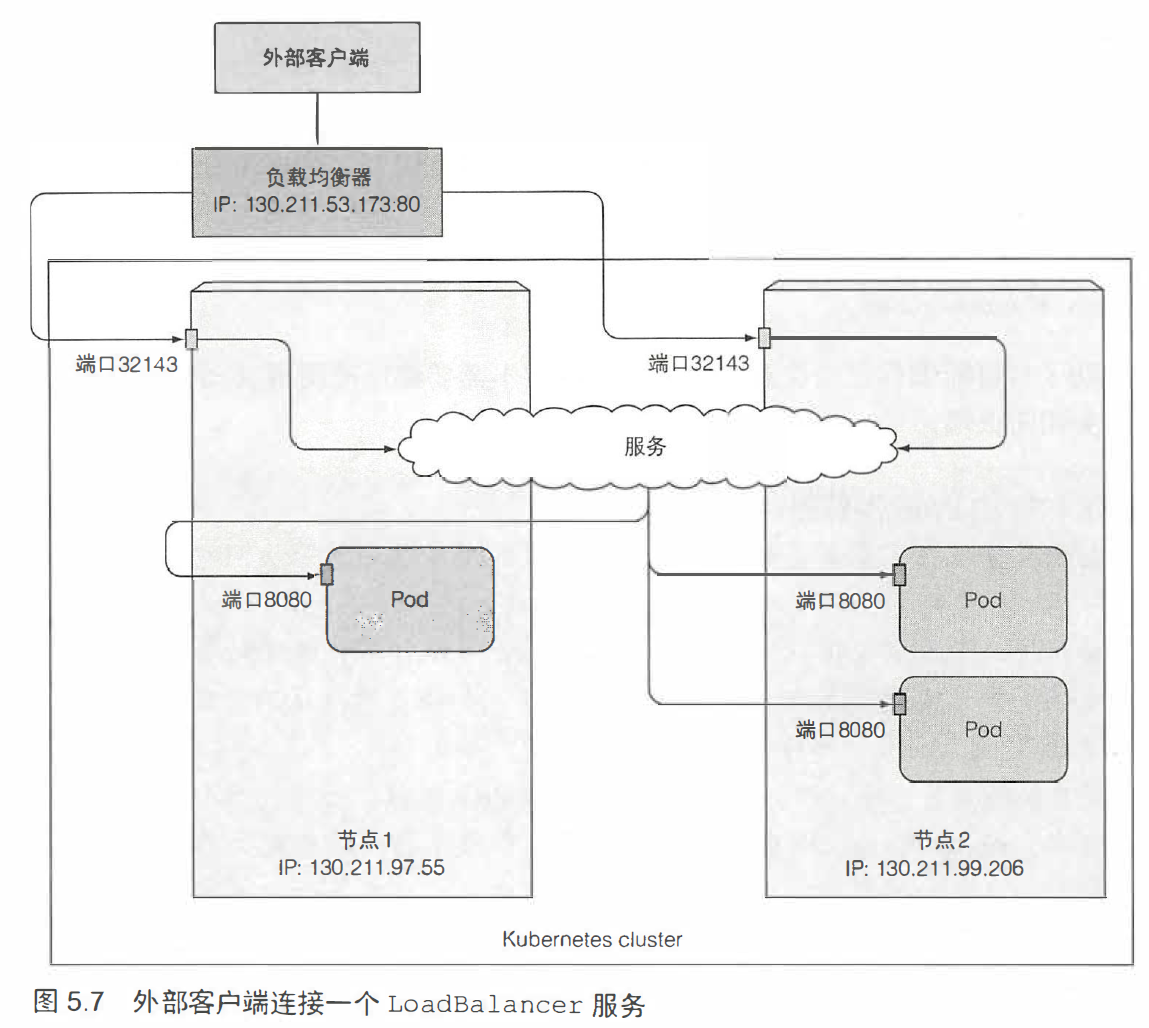 外部客户端
负载均衡器
IP: 130.211.53.173:80
端口32143
端口32143
服务
端口8080
Pod
端口8080
Pod
端口8080
Pod
节点1
IP: 130.211.97.55
节点2
IP: 130.211.99.206
Kubernetes cluster
图 5.7 外部客户端连接一个 LoadBalancer 服务